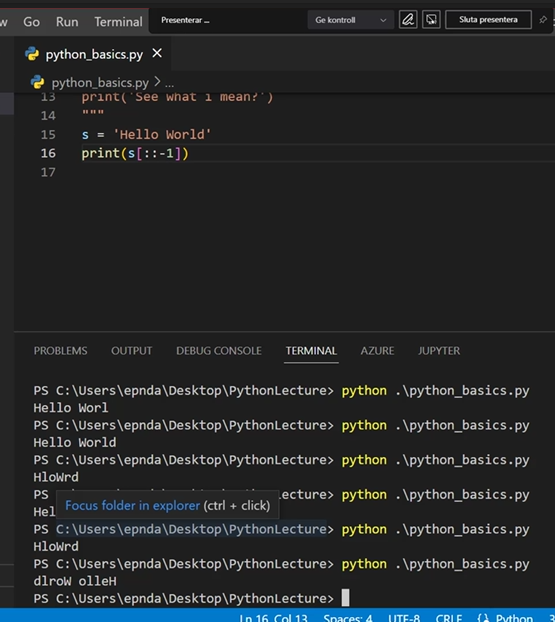 w Go Run Terminal Presenterar ... Ge kontroll Sluta presentera
python_basics.py
python_basics.py > ...
13 print('See what i mean?')
14 """
15 s = 'Hello World'
16 print(s[::-1])
17
PROBLEMS OUTPUT DEBUG CONSOLE TERMINAL AZURE JUPYTER
PS C:\Users\epnda\Desktop\PythonLecture> python .\python_basics.py
Hello Worl
PS C:\Users\epnda\Desktop\PythonLecture> python .\python_basics.py
Hello World
PS C:\Users\epnda\Desktop\PythonLecture> python .\python_basics.py
HloWrd
PS ecture> python .\python_basics.py
Focus folder in explorer (ctrl + click)
Hel
PS C:\Users\epnda\Desktop\PythonLecture> python .\python_basics.py
HloWrd
PS C:\Users\epnda\Desktop\PythonLecture> python .\python_basics.py
dlroW olleH
PS C:\Users\epnda\Desktop\PythonLecture>
Ln 16, Col 13 Spaces: 4 UTF-8 CRLF Python